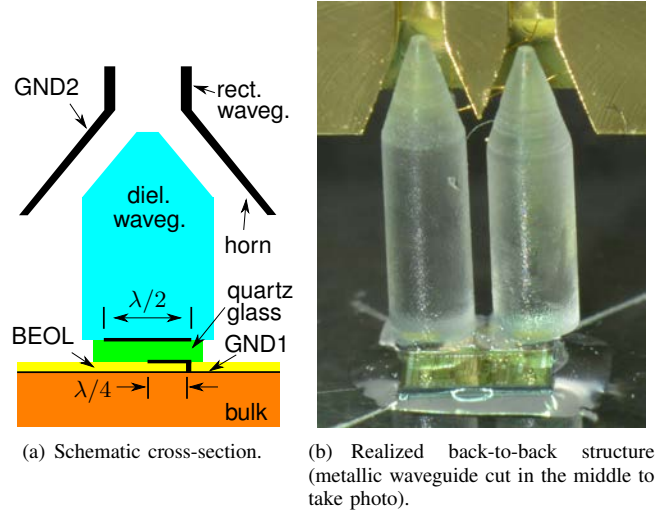 GND2
rect.
waveg.
diel.
waveg.
horn
λ/2
quartz
glass
BEOL
GND1
λ/4
bulk
(a) Schematic cross-section.
(b) Realized back-to-back structure
(metallic waveguide cut in the middle to
take photo).